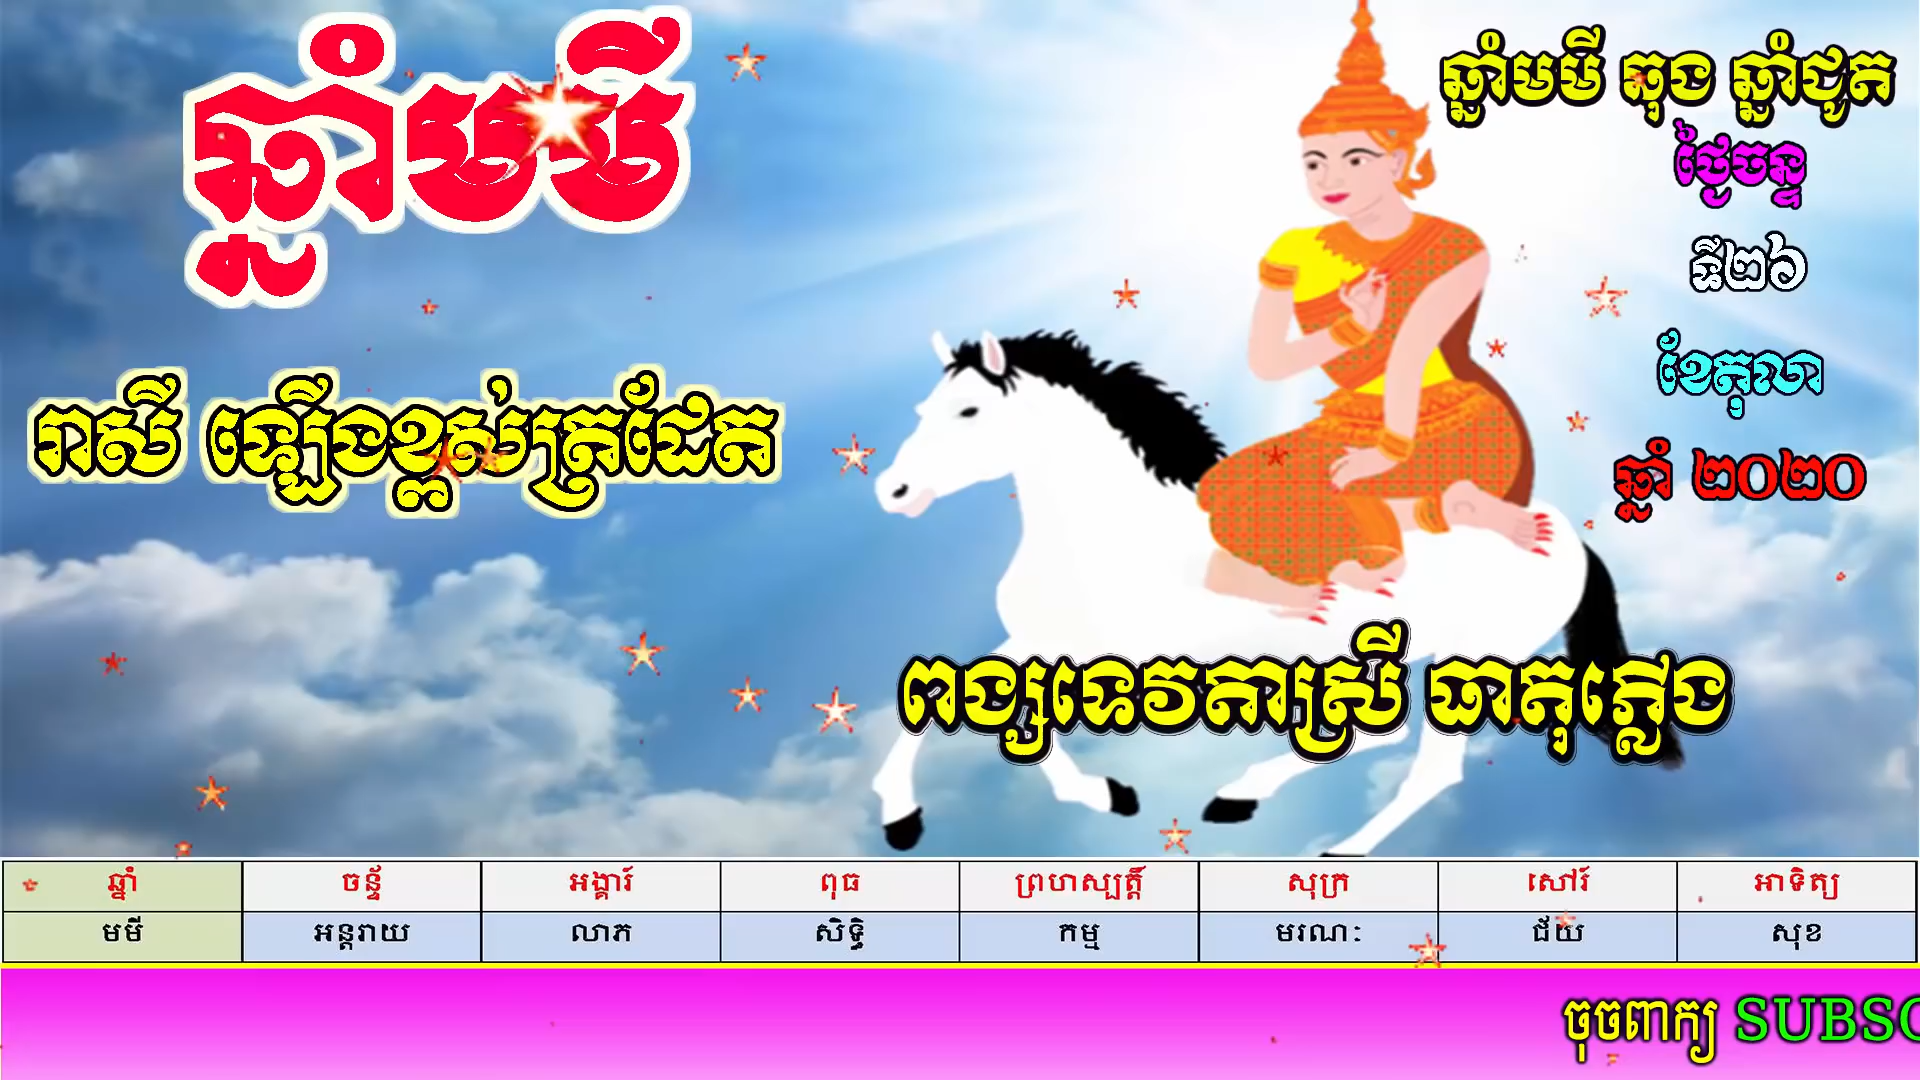 ឆ្នាំមមី
រាសី ឡើងខ្ពស់ត្រដែត
ឆ្នាំមមី ឆុង ឆ្នាំជូត
ថ្ងៃចន្ទ
ទី២៦
ខែតុលា
ឆ្នាំ ២០២០
ពង្សទេវតាស្រី ធាតុភ្លើង
ឆ្នាំ ចន្ទ័ អង្គារ៍ ពុធ ព្រហស្បត្តិ៍ សុក្រ សៅរ៍ អាទិត្យ
មមី អន្តរាយ លាភ សិទ្ធិ កម្ម មរណៈ ជ័យ សុខ
ចុចពាក្យ SUBSC